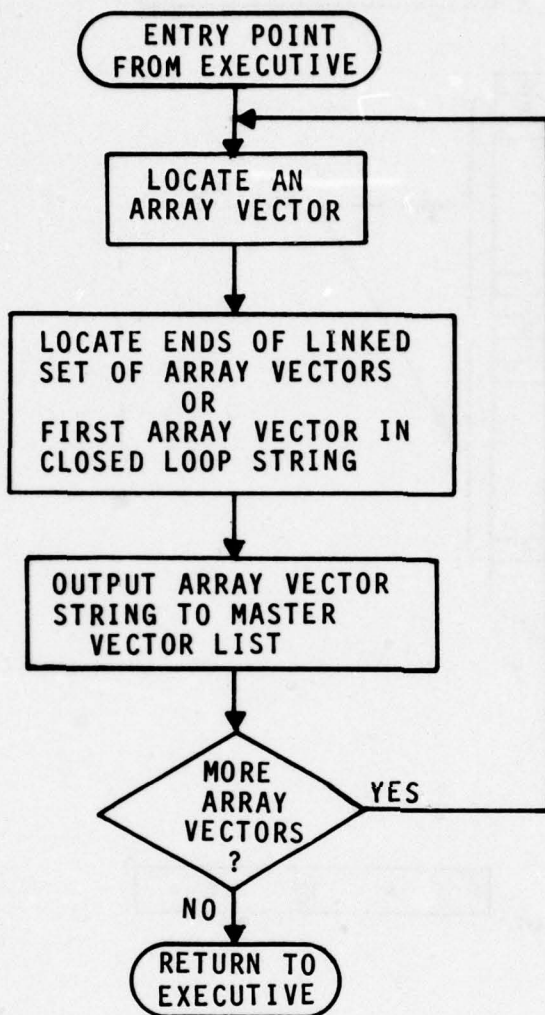 ENTRY POINT
FROM EXECUTIVE
LOCATE AN
ARRAY VECTOR
LOCATE ENDS OF LINKED
SET OF ARRAY VECTORS
OR
FIRST ARRAY VECTOR IN
CLOSED LOOP STRING
OUTPUT ARRAY VECTOR
STRING TO MASTER
VECTOR LIST
MORE
ARRAY
VECTORS
?
YES
NO
RETURN TO
EXECUTIVE